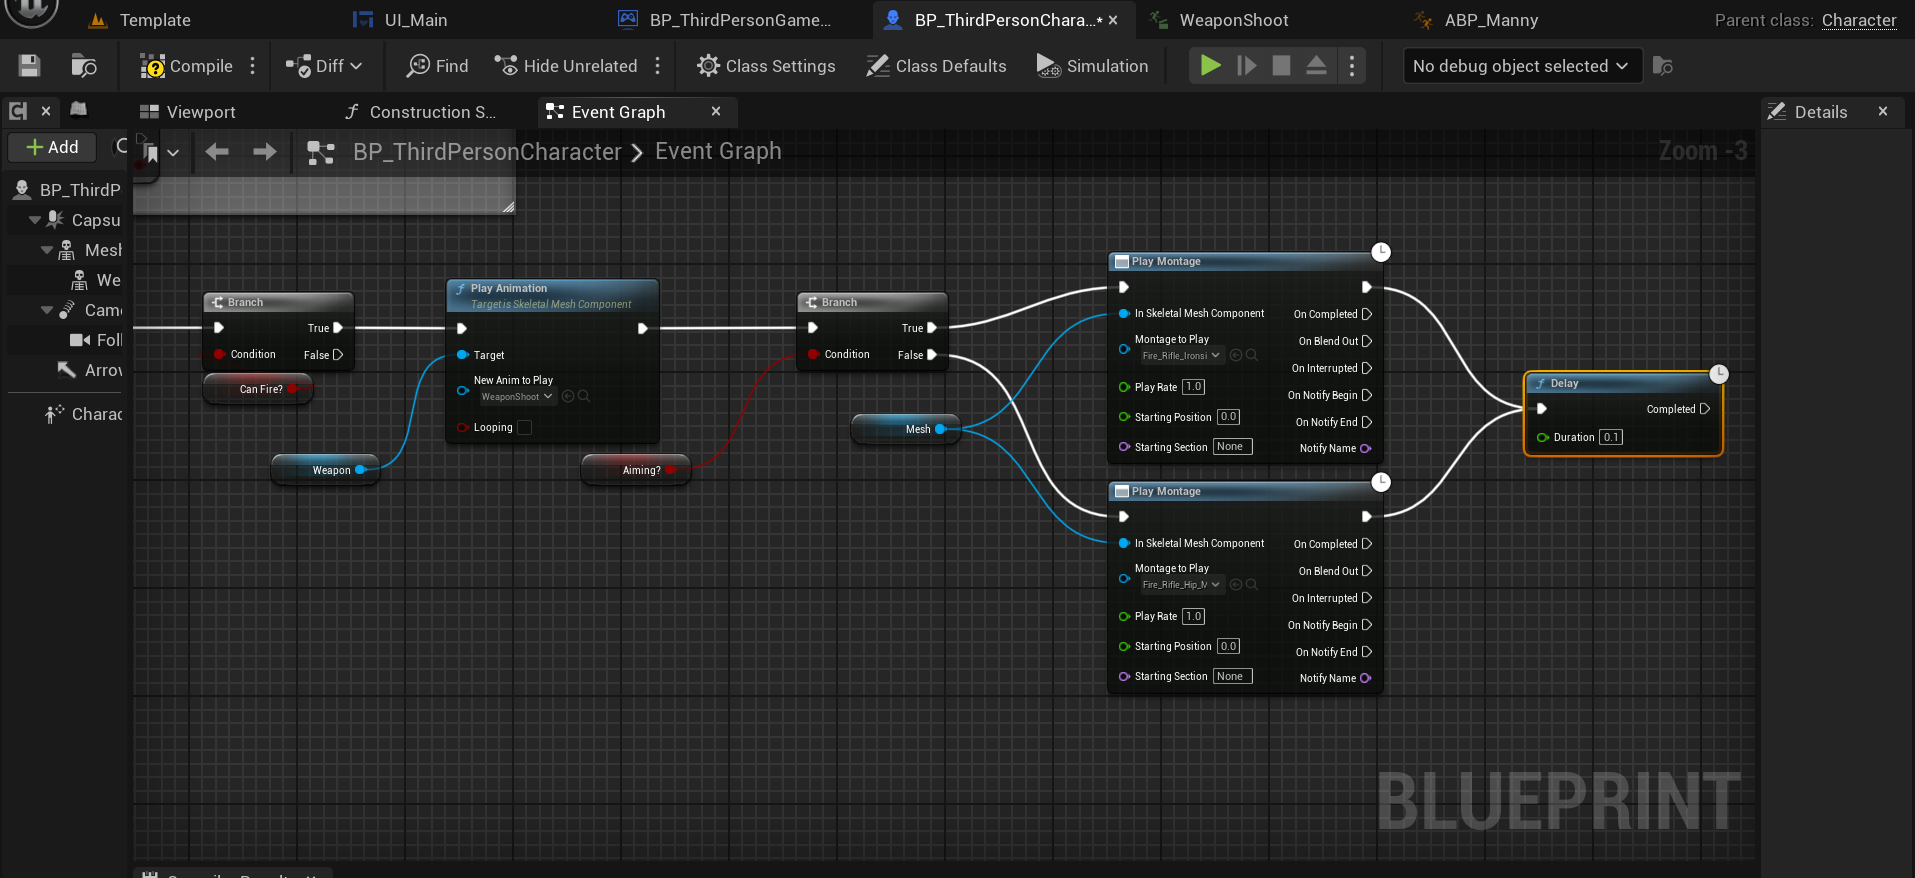 Template
UI_Main
BP_ThirdPersonGame...
BP_ThirdPersonChara...*
WeaponShoot
ABP_Manny
Parent class: Character
Compile
Diff
Find
Hide Unrelated
Class Settings
Class Defaults
Simulation
No debug object selected
Viewport
Construction S...
Event Graph
Details
+ Add
BP_ThirdPersonCharacter > Event Graph
Zoom -3
BP_ThirdP
Capsu
Mesh
We
Came
Foll
Arrow
Charac
Branch
True
Condition
False
Can Fire?
Play Animation
Target is Skeletal Mesh Component
Target
New Anim to Play
WeaponShoot
Looping
Weapon
Aiming?
Branch
True
Condition
False
Mesh
Play Montage
In Skeletal Mesh Component
On Completed
Montage to Play
On Blend Out
Fire_Rifle_Ironsi
On Interrupted
Play Rate 1.0
On Notify Begin
Starting Position 0.0
On Notify End
Starting Section None
Notify Name
Play Montage
In Skeletal Mesh Component
On Completed
Montage to Play
On Blend Out
Fire_Rifle_Hip_M
On Interrupted
Play Rate 1.0
On Notify Begin
Starting Position 0.0
On Notify End
Starting Section None
Notify Name
Delay
Completed
Duration 0.1
BLUEPRINT